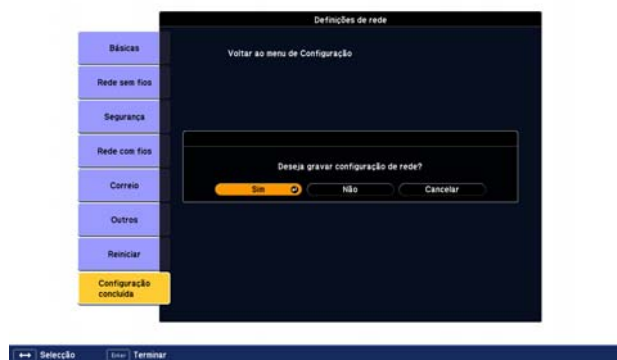 Definições de rede
Básicas
Voltar ao menu de Configuração
Rede sem fios
Segurança
Rede com fios
Deseja gravar configuração de rede?
Sim Não Cancelar
Correio
Outros
Reiniciar
Configuração
concluída
Selecção Enter Terminar